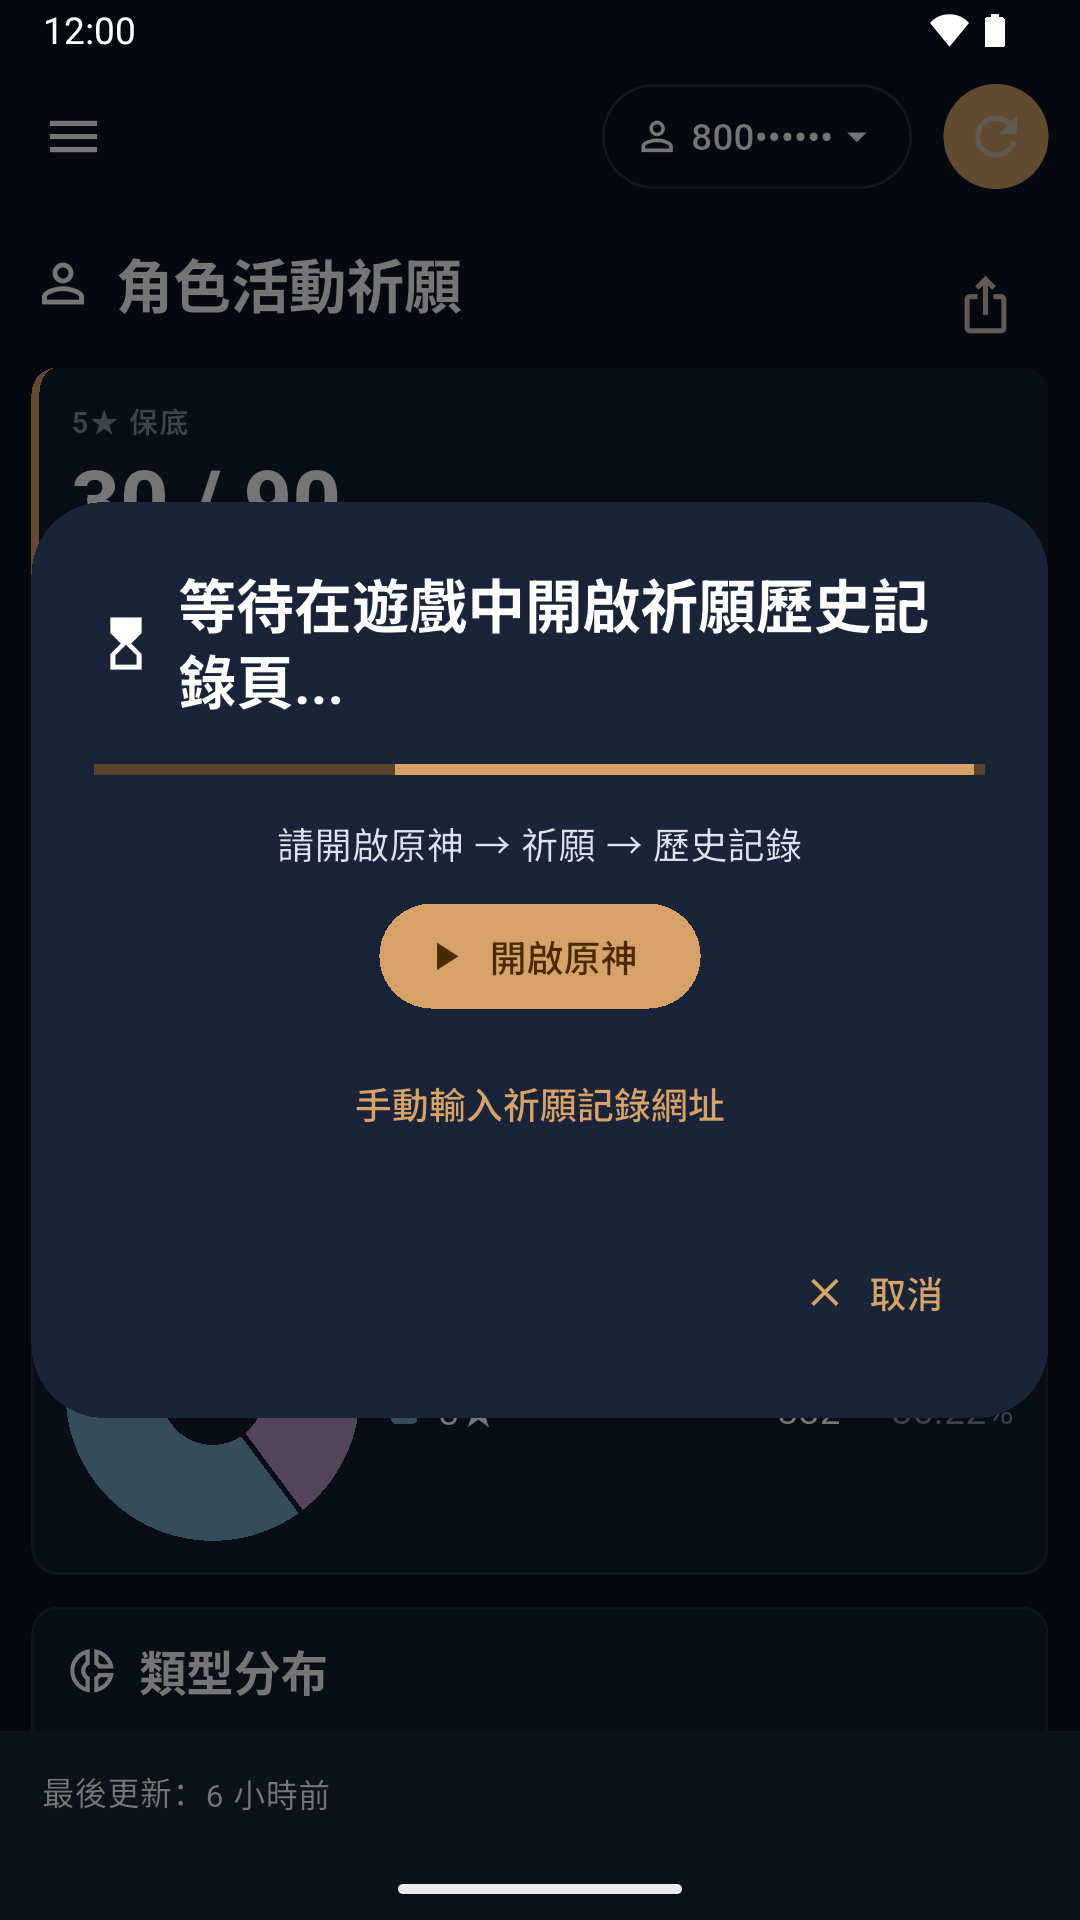 12:00
800••••••
角色活動祈願
5★ 保底
30 / 90
等待在遊戲中開啟祈願歷史記
錄頁...
請開啟原神 → 祈願 → 歷史記錄
開啟原神
手動輸入祈願記錄網址
取消
類型分布
最後更新：6 小時前